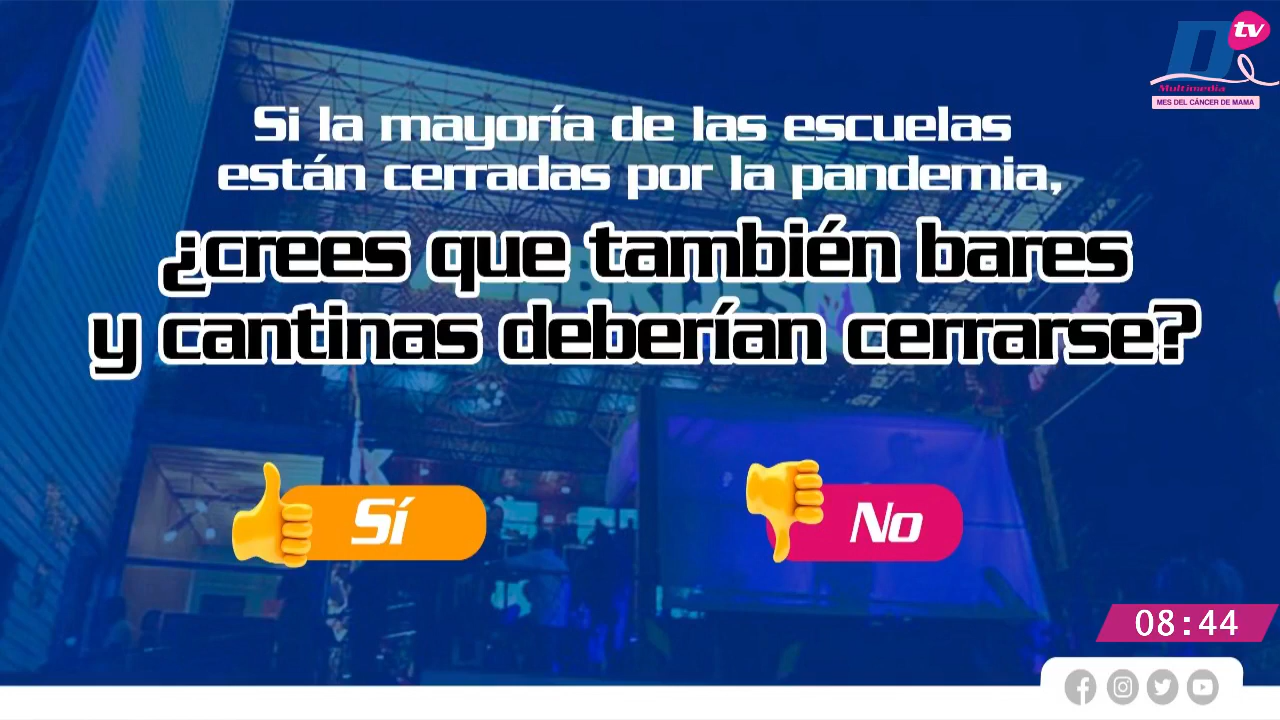 D tv
Multimedia
MES DEL CÁNCER DE MAMA
Si la mayoría de las escuelas
están cerradas por la pandemia,
¿crees que también bares
y cantinas deberían cerrarse?
Sí
No
08:44